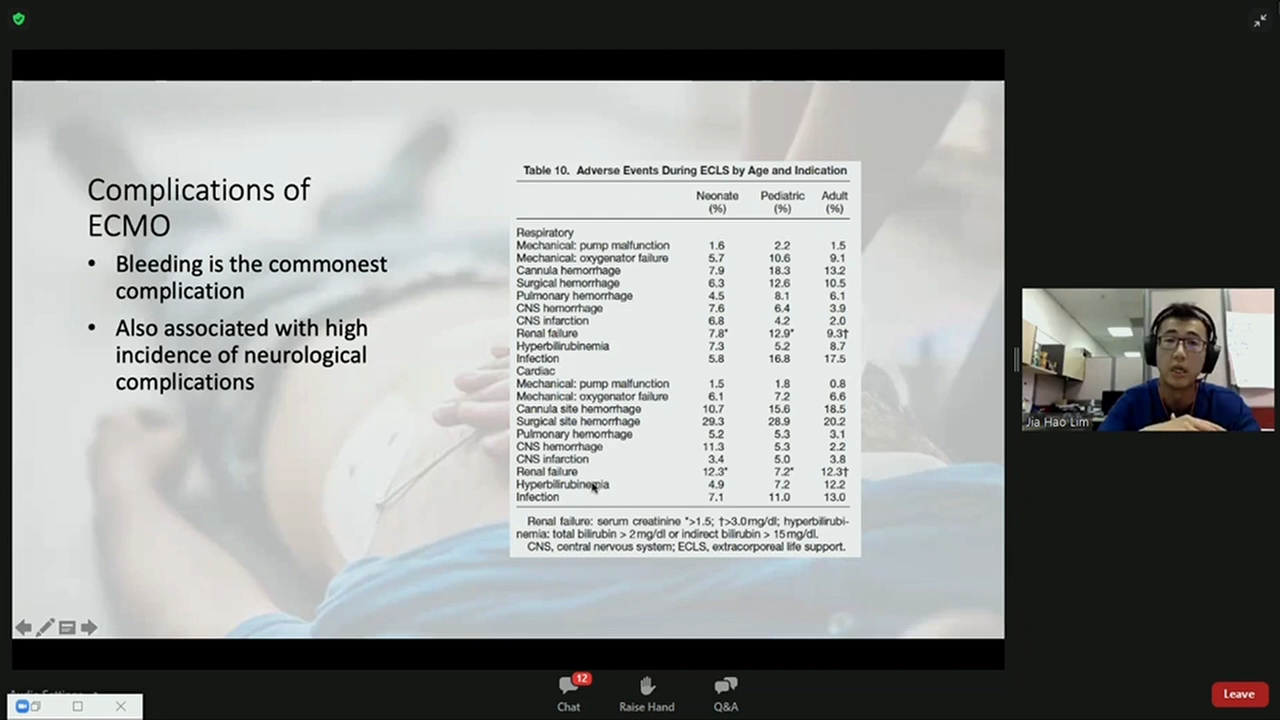 Complications of
ECMO
• Bleeding is the commonest
complication
• Also associated with high
incidence of neurological
complications
Table 10. Adverse Events During ECLS by Age and Indication
Neonate (%) Pediatric (%) Adult (%)
Respiratory
Mechanical: pump malfunction 1.6 2.2 1.5
Mechanical: oxygenator failure 5.7 10.6 9.1
Cannula hemorrhage 7.9 18.3 13.2
Surgical hemorrhage 6.3 12.6 10.5
Pulmonary hemorrhage 4.5 8.1 6.1
CNS hemorrhage 7.6 6.4 3.9
CNS infarction 6.8 4.2 2.0
Renal failure 7.8* 12.9* 9.3†
Hyperbilirubinemia 7.3 5.2 8.7
Infection 5.8 16.8 17.5
Cardiac
Mechanical: pump malfunction 1.5 1.8 0.8
Mechanical: oxygenator failure 6.1 7.2 6.6
Cannula site hemorrhage 10.7 15.6 18.5
Surgical site hemorrhage 29.3 28.9 20.2
Pulmonary hemorrhage 5.2 5.3 3.1
CNS hemorrhage 11.3 5.3 2.2
CNS infarction 3.4 5.0 3.8
Renal failure 12.3* 7.2* 12.3†
Hyperbilirubinemia 4.9 7.2 12.2
Infection 7.1 11.0 13.0
Renal failure: serum creatinine *>1.5; †>3.0 mg/dl; hyperbilirubi-
nemia: total bilirubin > 2 mg/dl or indirect bilirubin > 15 mg/dl.
CNS, central nervous system; ECLS, extracorporeal life support.
Jia Hao Lim
12
Chat
Raise Hand
Q&A
Leave